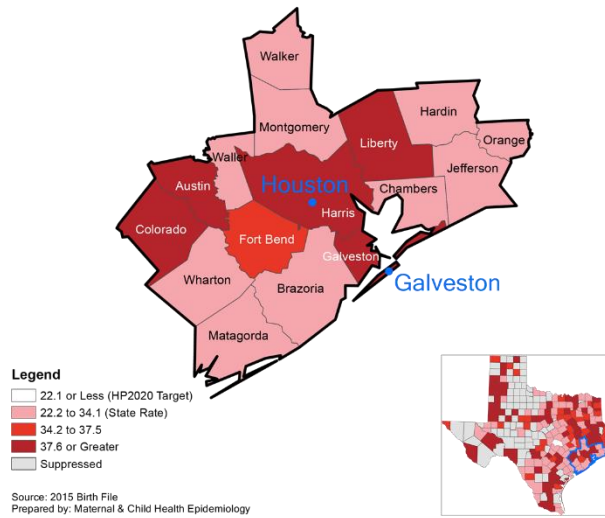 Walker
Montgomery
Hardin
Liberty
Orange
Waller
Jefferson
Austin
Houston
Chambers
Colorado
Harris
Fort Bend
Galveston
Wharton
Brazoria
Galveston
Matagorda
Legend
22.1 or Less (HP2020 Target)
22.2 to 34.1 (State Rate)
34.2 to 37.5
37.6 or Greater
Suppressed
Source: 2015 Birth File
Prepared by: Maternal & Child Health Epidemiology